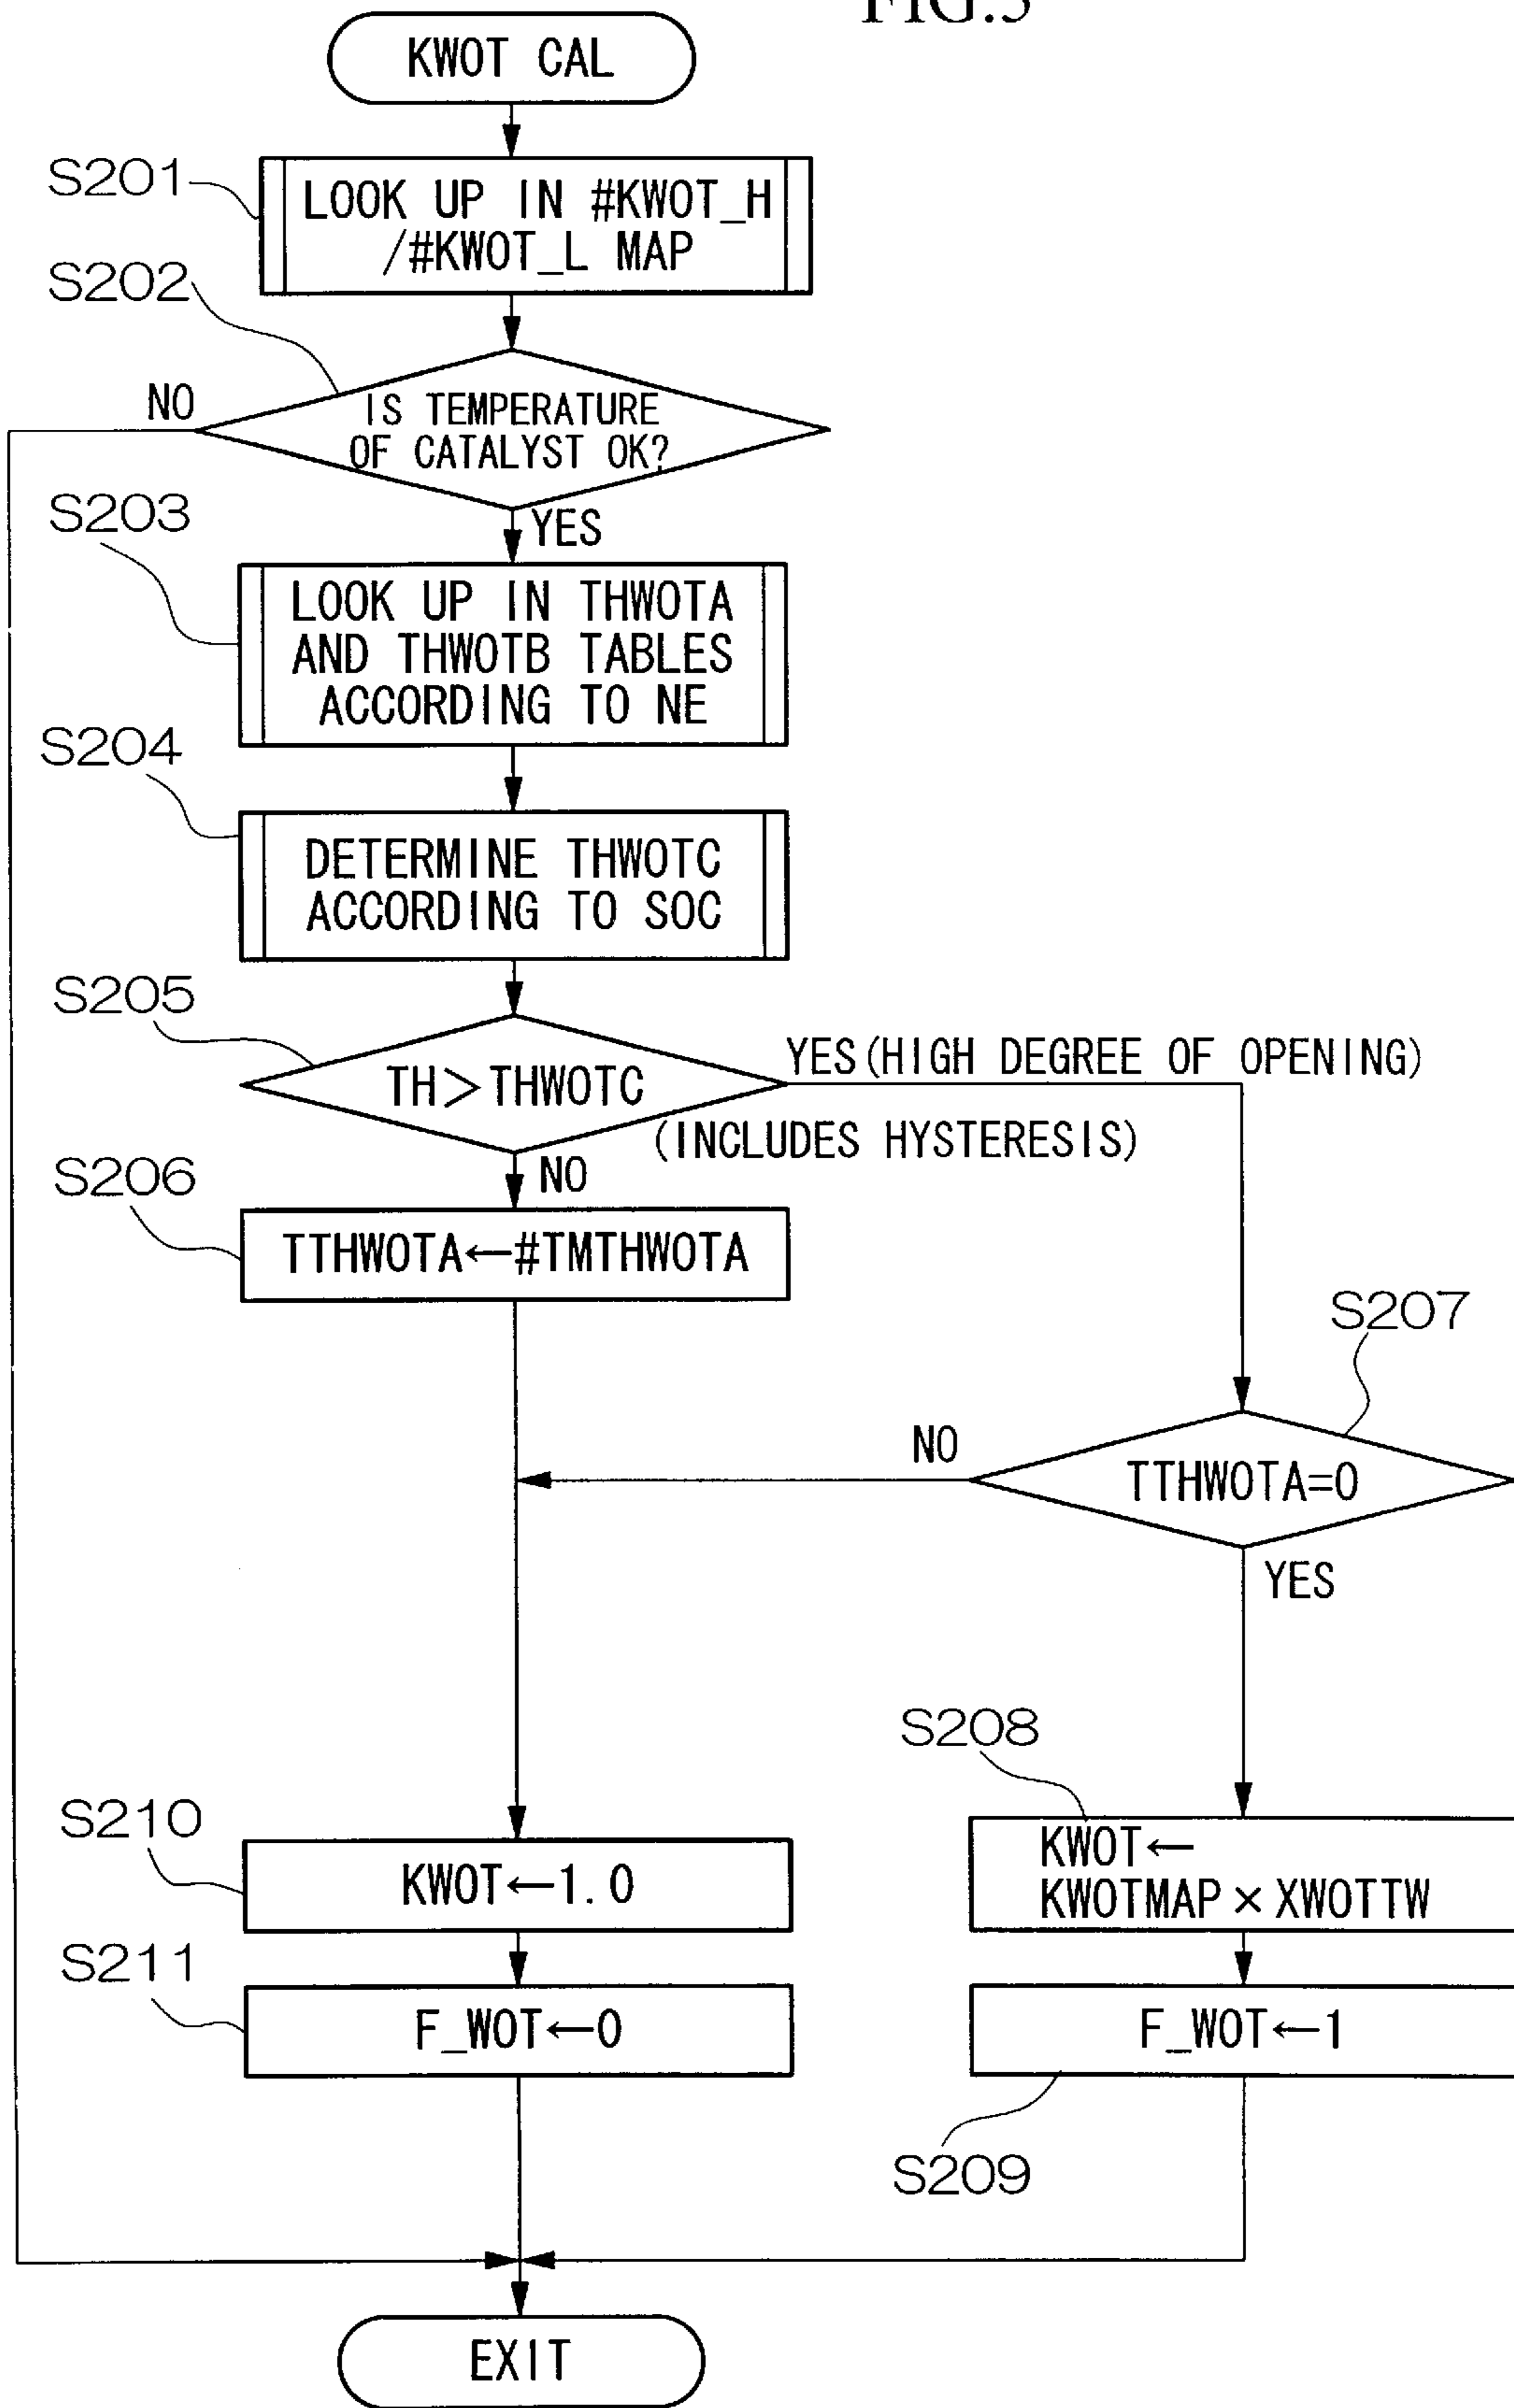 FIG.5
KWOT CAL
S201
LOOK UP IN #KWOT_H
/#KWOT_L MAP
S202
NO
IS TEMPERATURE
OF CATALYST OK?
YES
S203
LOOK UP IN THWOTA
AND THWOTB TABLES
ACCORDING TO NE
S204
DETERMINE THWOTC
ACCORDING TO SOC
S205
TH>THWOTC
YES(HIGH DEGREE OF OPENING)
(INCLUDES HYSTERESIS)
NO
S206
TTHWOTA←#TMTHWOTA
S207
NO
TTHWOTA=0
YES
S208
S210
KWOT←1.0
KWOT←
KWOTMAP×XWOTTW
S211
F_WOT←0
F_WOT←1
S209
EXIT